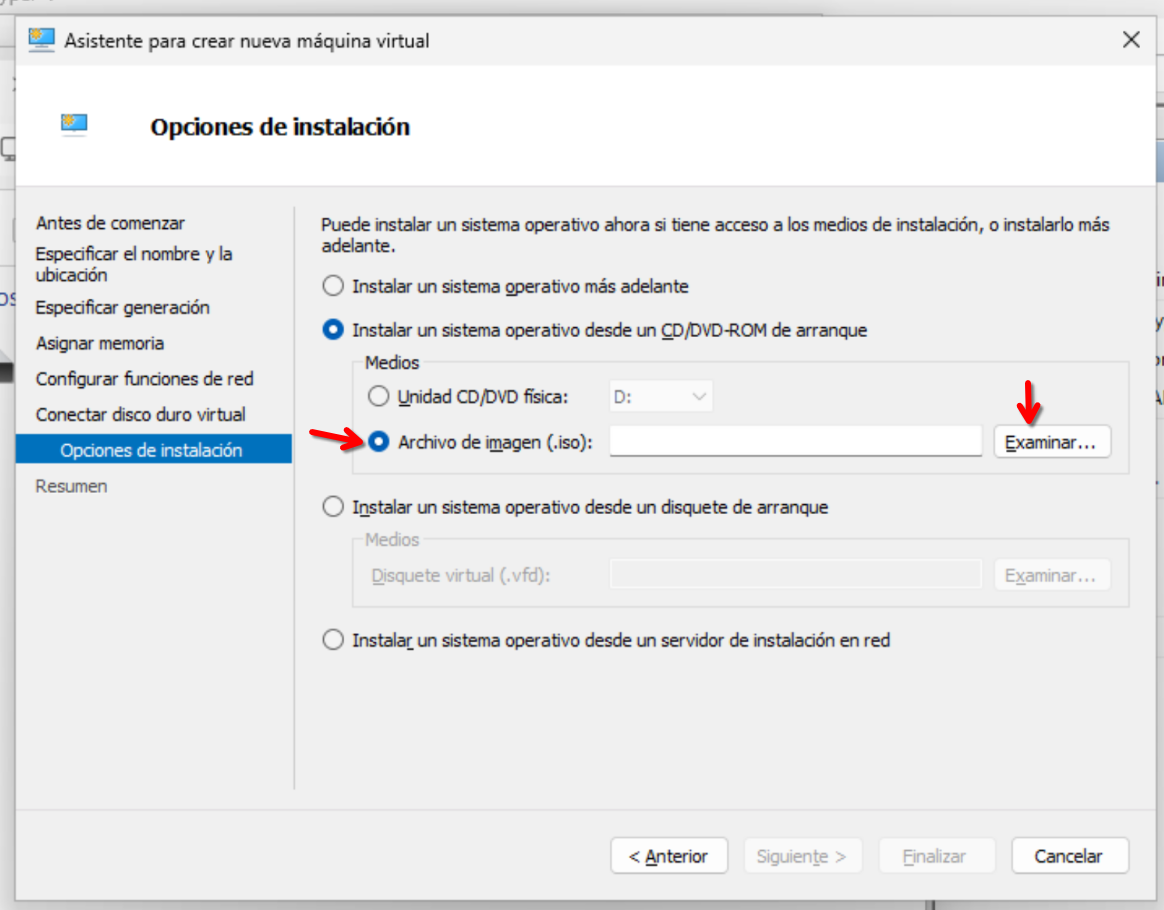 Asistente para crear nueva máquina virtual
Opciones de instalación
Antes de comenzar
Especificar el nombre y la
ubicación
Especificar generación
Asignar memoria
Configurar funciones de red
Conectar disco duro virtual
Opciones de instalación
Resumen
Puede instalar un sistema operativo ahora si tiene acceso a los medios de instalación, o instalarlo más
adelante.
Instalar un sistema operativo más adelante
Instalar un sistema operativo desde un CD/DVD-ROM de arranque
Medios
Unidad CD/DVD física:
D:
Archivo de imagen (.iso):
Examinar...
Instalar un sistema operativo desde un disquete de arranque
Medios
Disquete virtual (.vfd):
Examinar...
Instalar un sistema operativo desde un servidor de instalación en red
< Anterior
Siguiente >
Finalizar
Cancelar